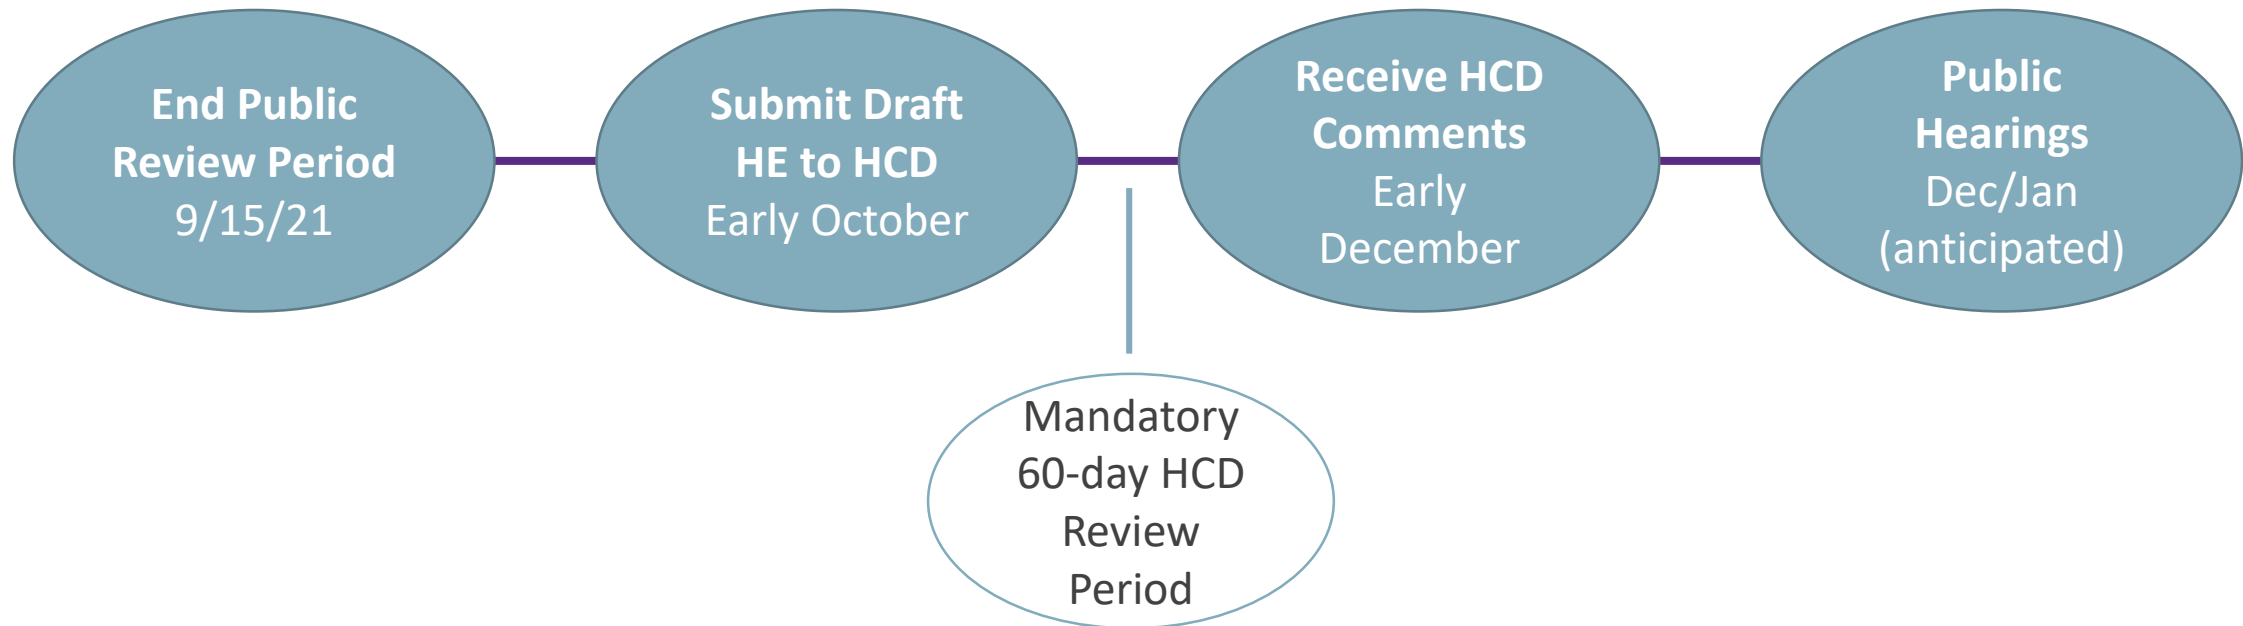 End Public
Review Period
9/15/21
Submit Draft
HE to HCD
Early October
Receive HCD
Comments
Early
December
Public
Hearings
Dec/Jan
(anticipated)
Mandatory
60-day HCD
Review
Period